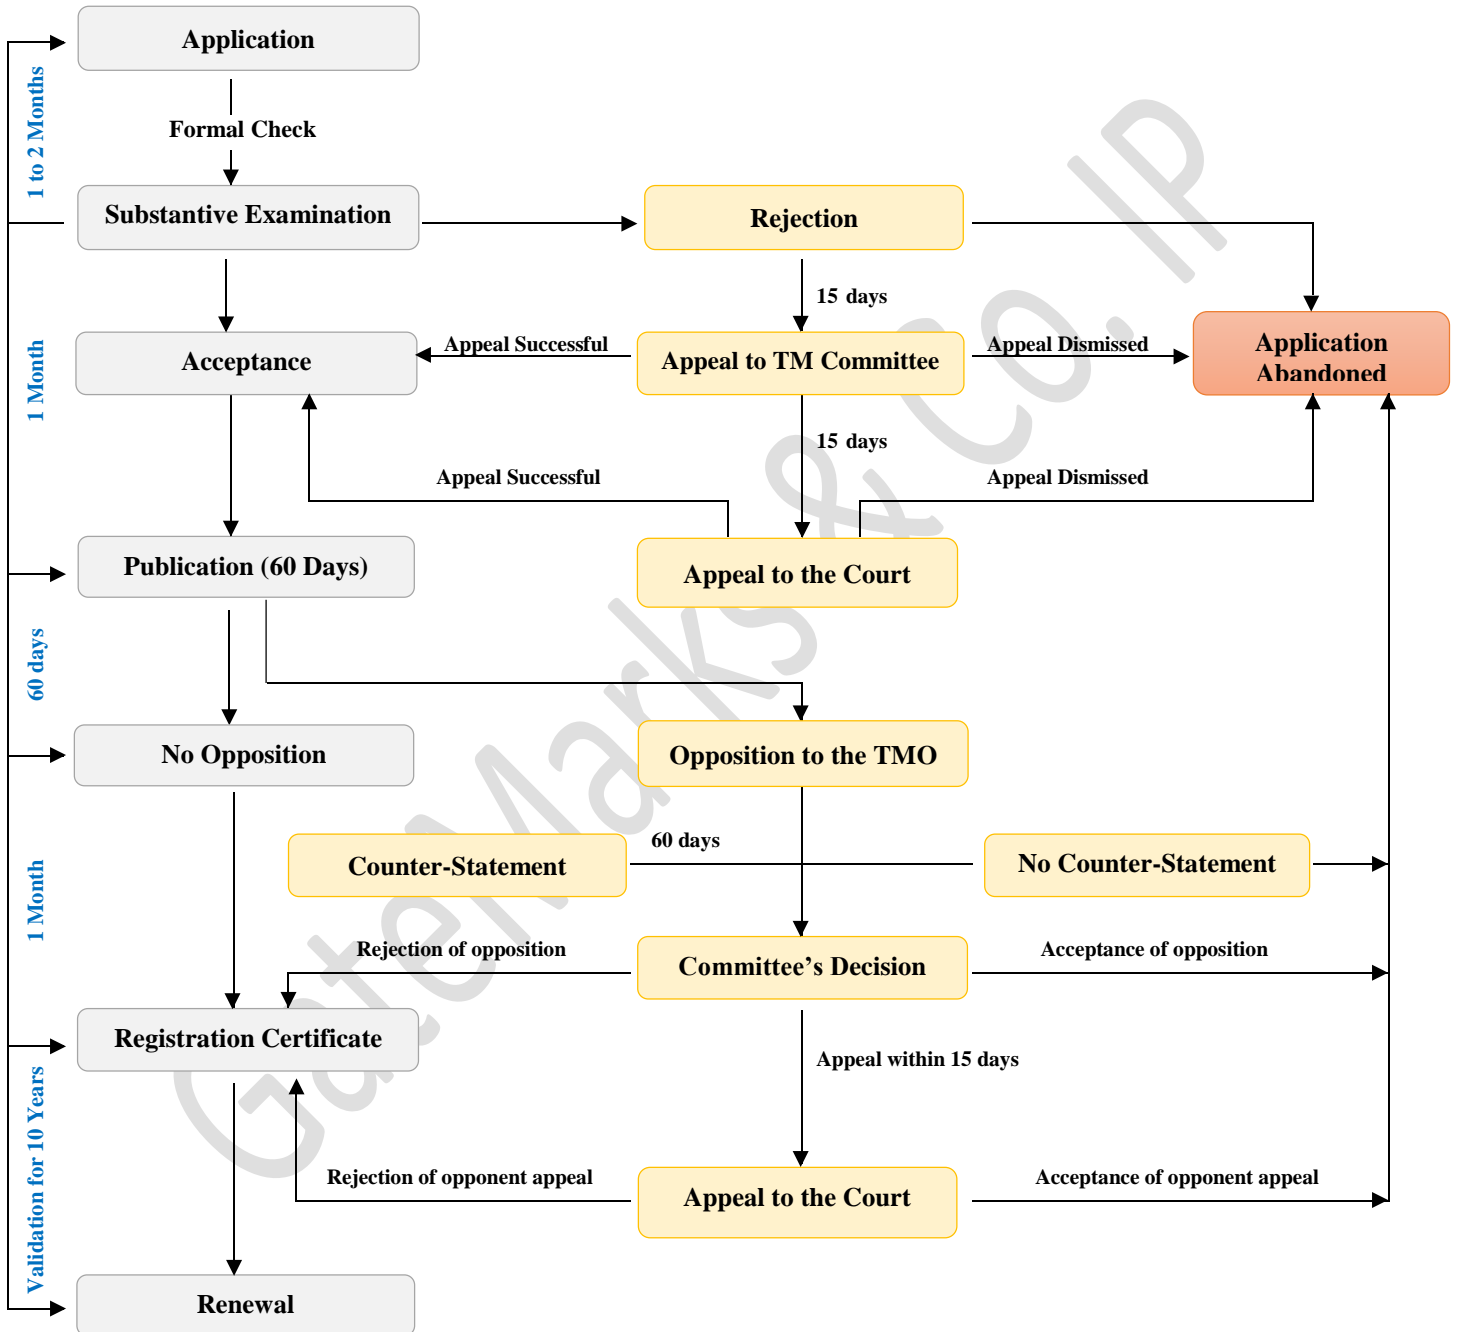 Application
1 to 2 Months
Formal Check
Substantive Examination
Rejection
15 days
1 Month
Acceptance
Appeal Successful
Appeal to TM Committee
Appeal Dismissed
Application
Abandoned
15 days
Appeal Successful
Appeal Dismissed
Publication (60 Days)
Appeal to the Court
60 days
No Opposition
Opposition to the TMO
60 days
Counter-Statement
No Counter-Statement
1 Month
Rejection of opposition
Committee’s Decision
Acceptance of opposition
Registration Certificate
Appeal within 15 days
Validation for 10 Years
Rejection of opponent appeal
Appeal to the Court
Acceptance of opponent appeal
Renewal
GateMarks & Co. IP